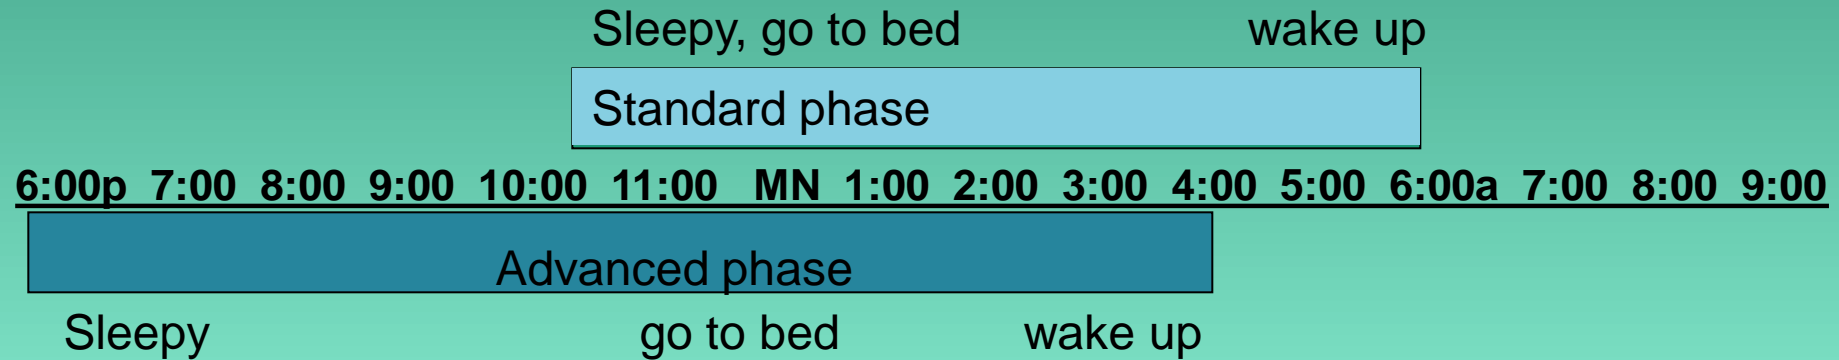 Sleepy, go to bed wake up
Standard phase
6:00p 7:00 8:00 9:00 10:00 11:00 MN 1:00 2:00 3:00 4:00 5:00 6:00a 7:00 8:00 9:00
Advanced phase
Sleepy go to bed wake up